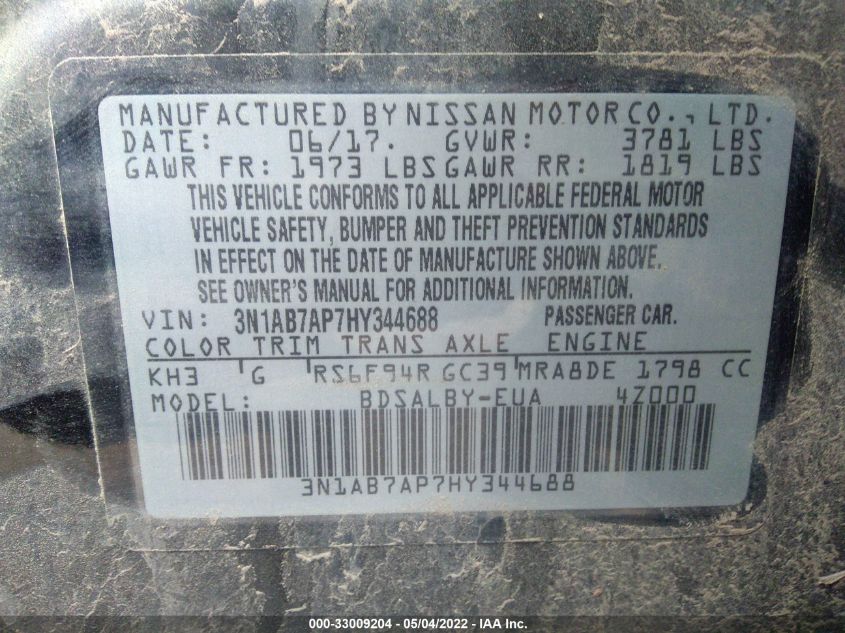 MANUFACTURED BY NISSAN MOTOR CO., LTD.
DATE: 06/17. GVWR: 3781 LBS
GAWR FR: 1973 LBS GAWR RR: 1819 LBS
THIS VEHICLE CONFORMS TO ALL APPLICABLE FEDERAL MOTOR
VEHICLE SAFETY, BUMPER AND THEFT PREVENTION STANDARDS
IN EFFECT ON THE DATE OF MANUFACTURE SHOWN ABOVE.
SEE OWNER'S MANUAL FOR ADDITIONAL INFORMATION.
VIN: 3N1AB7AP7HY344688 PASSENGER CAR.
COLOR TRIM TRANS AXLE ENGINE
KH3 G RS6F94R GC39 MRA8DE 1798 CC
MODEL: BDSALBY-EUA 4Z000
3N1AB7AP7HY344688
000-33009204 - 05/04/2022 - IAA Inc.